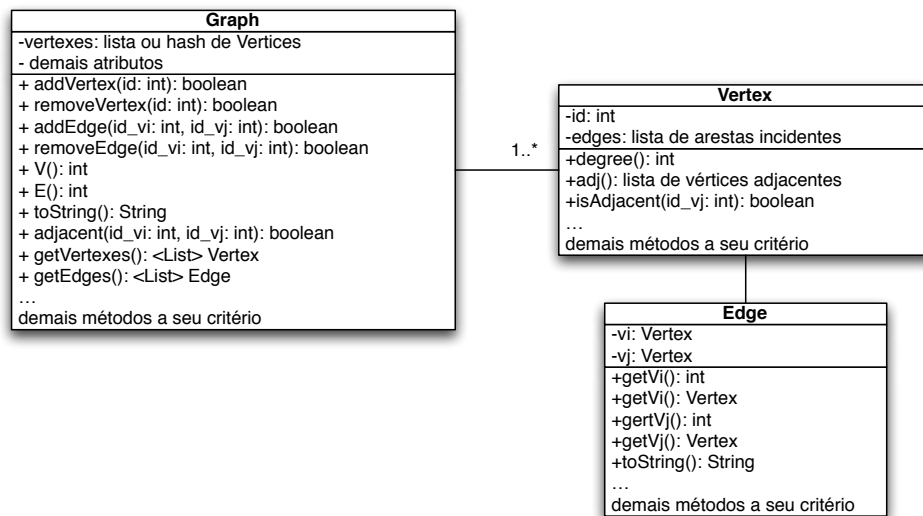 Graph
-vertexes: lista ou hash de Vertices
- demais atributos
+ addVertex(id: int): boolean
+ removeVertex(id: int): boolean
+ addEdge(id_vi: int, id_vj: int): boolean
+ removeEdge(id_vi: int, id_vj: int): boolean
+ V(): int
+ E(): int
+ toString(): String
+ adjacent(id_vi: int, id_vj: int): boolean
+ getVertexes(): <List> Vertex
+ getEdges(): <List> Edge
...
demais métodos a seu critério
1..*
Vertex
-id: int
-edges: lista de arestas incidentes
+degree(): int
+adj(): lista de vértices adjacentes
+isAdjacent(id_vj: int): boolean
...
demais métodos a seu critério
Edge
-vi: Vertex
-vj: Vertex
+getVi(): int
+getVi(): Vertex
+gertVj(): int
+getVj(): Vertex
+toString(): String
...
demais métodos a seu critério